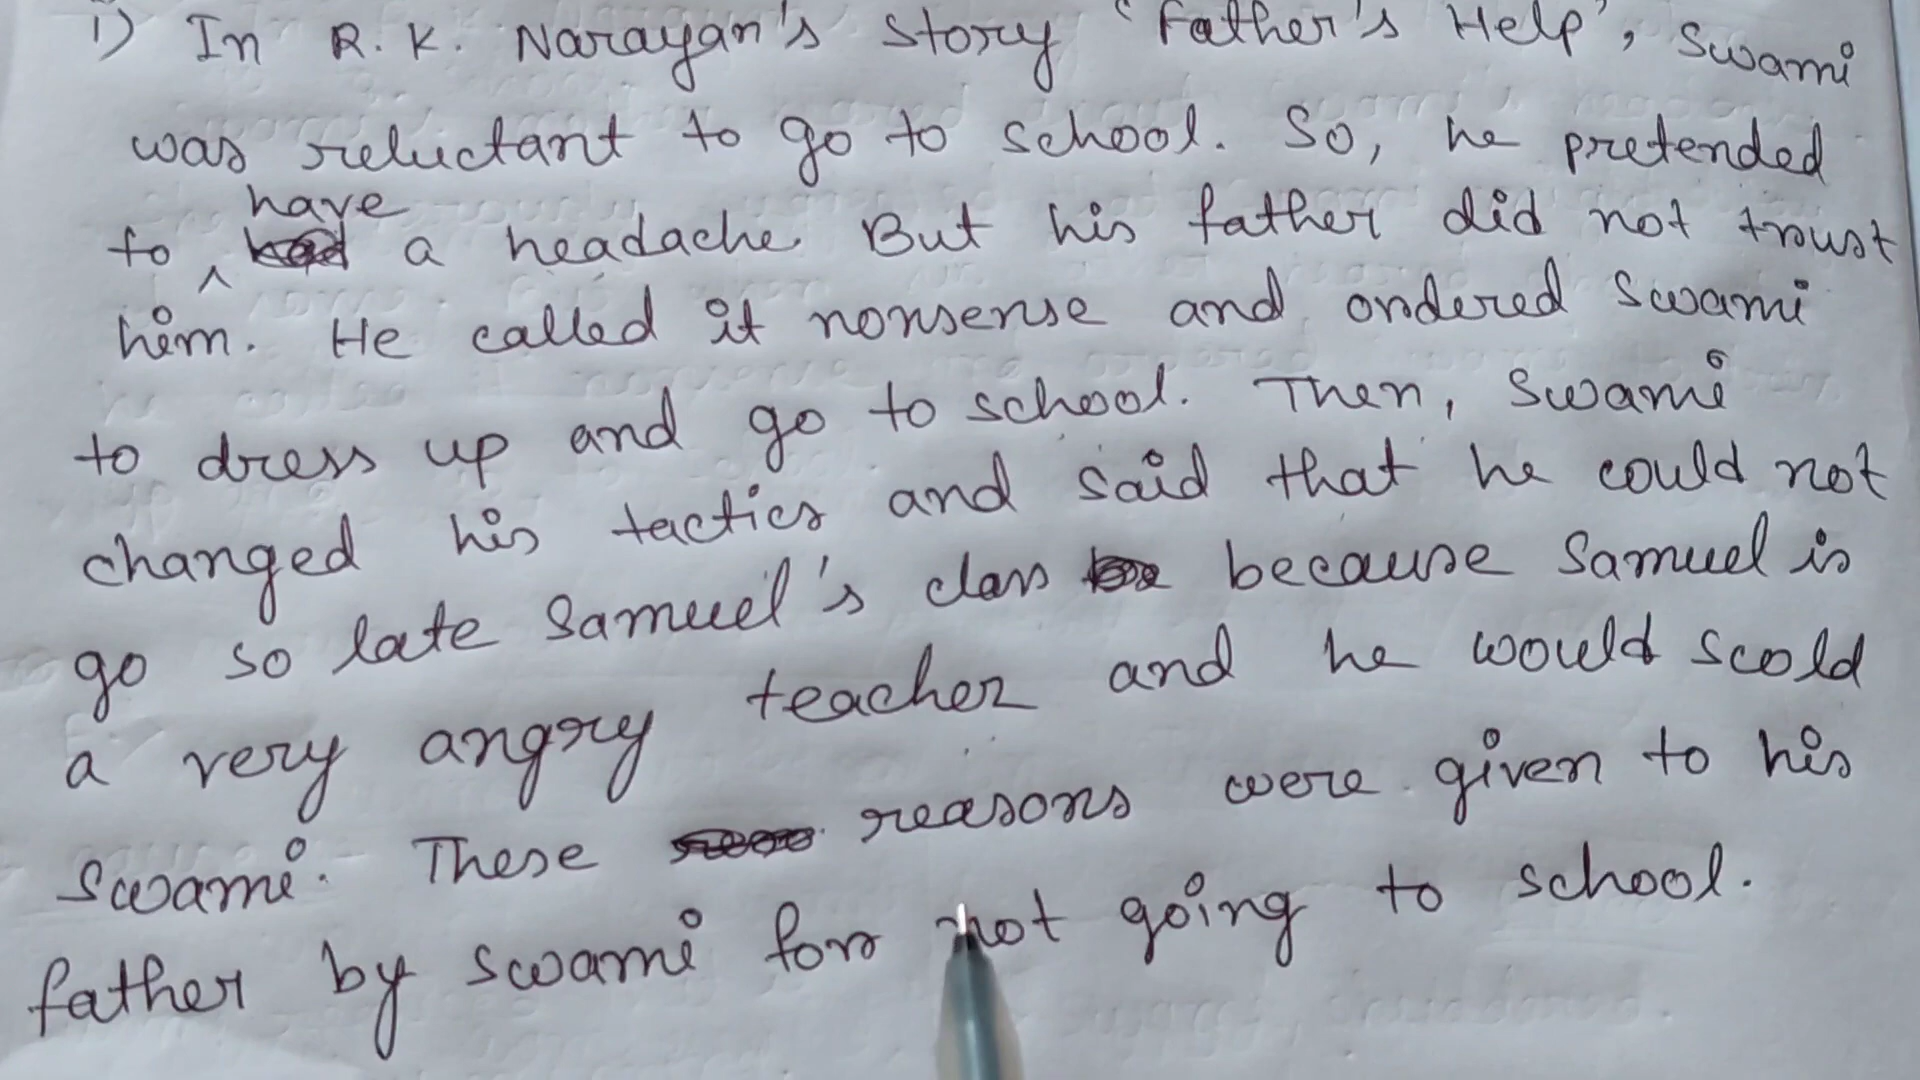 i) In R. K. Narayan's story 'Father's Help', Swami
was reluctant to go to school. So, he pretended
to have a headache. But his father did not trust
him. He called it nonsense and ordered Swami
to dress up and go to school. Then, Swami
changed his tactics and said that he could not
go so late Samuel's class because Samuel is
a very angry teacher and he would scold
Swami. These reasons were given to his
father by Swami for not going to school.